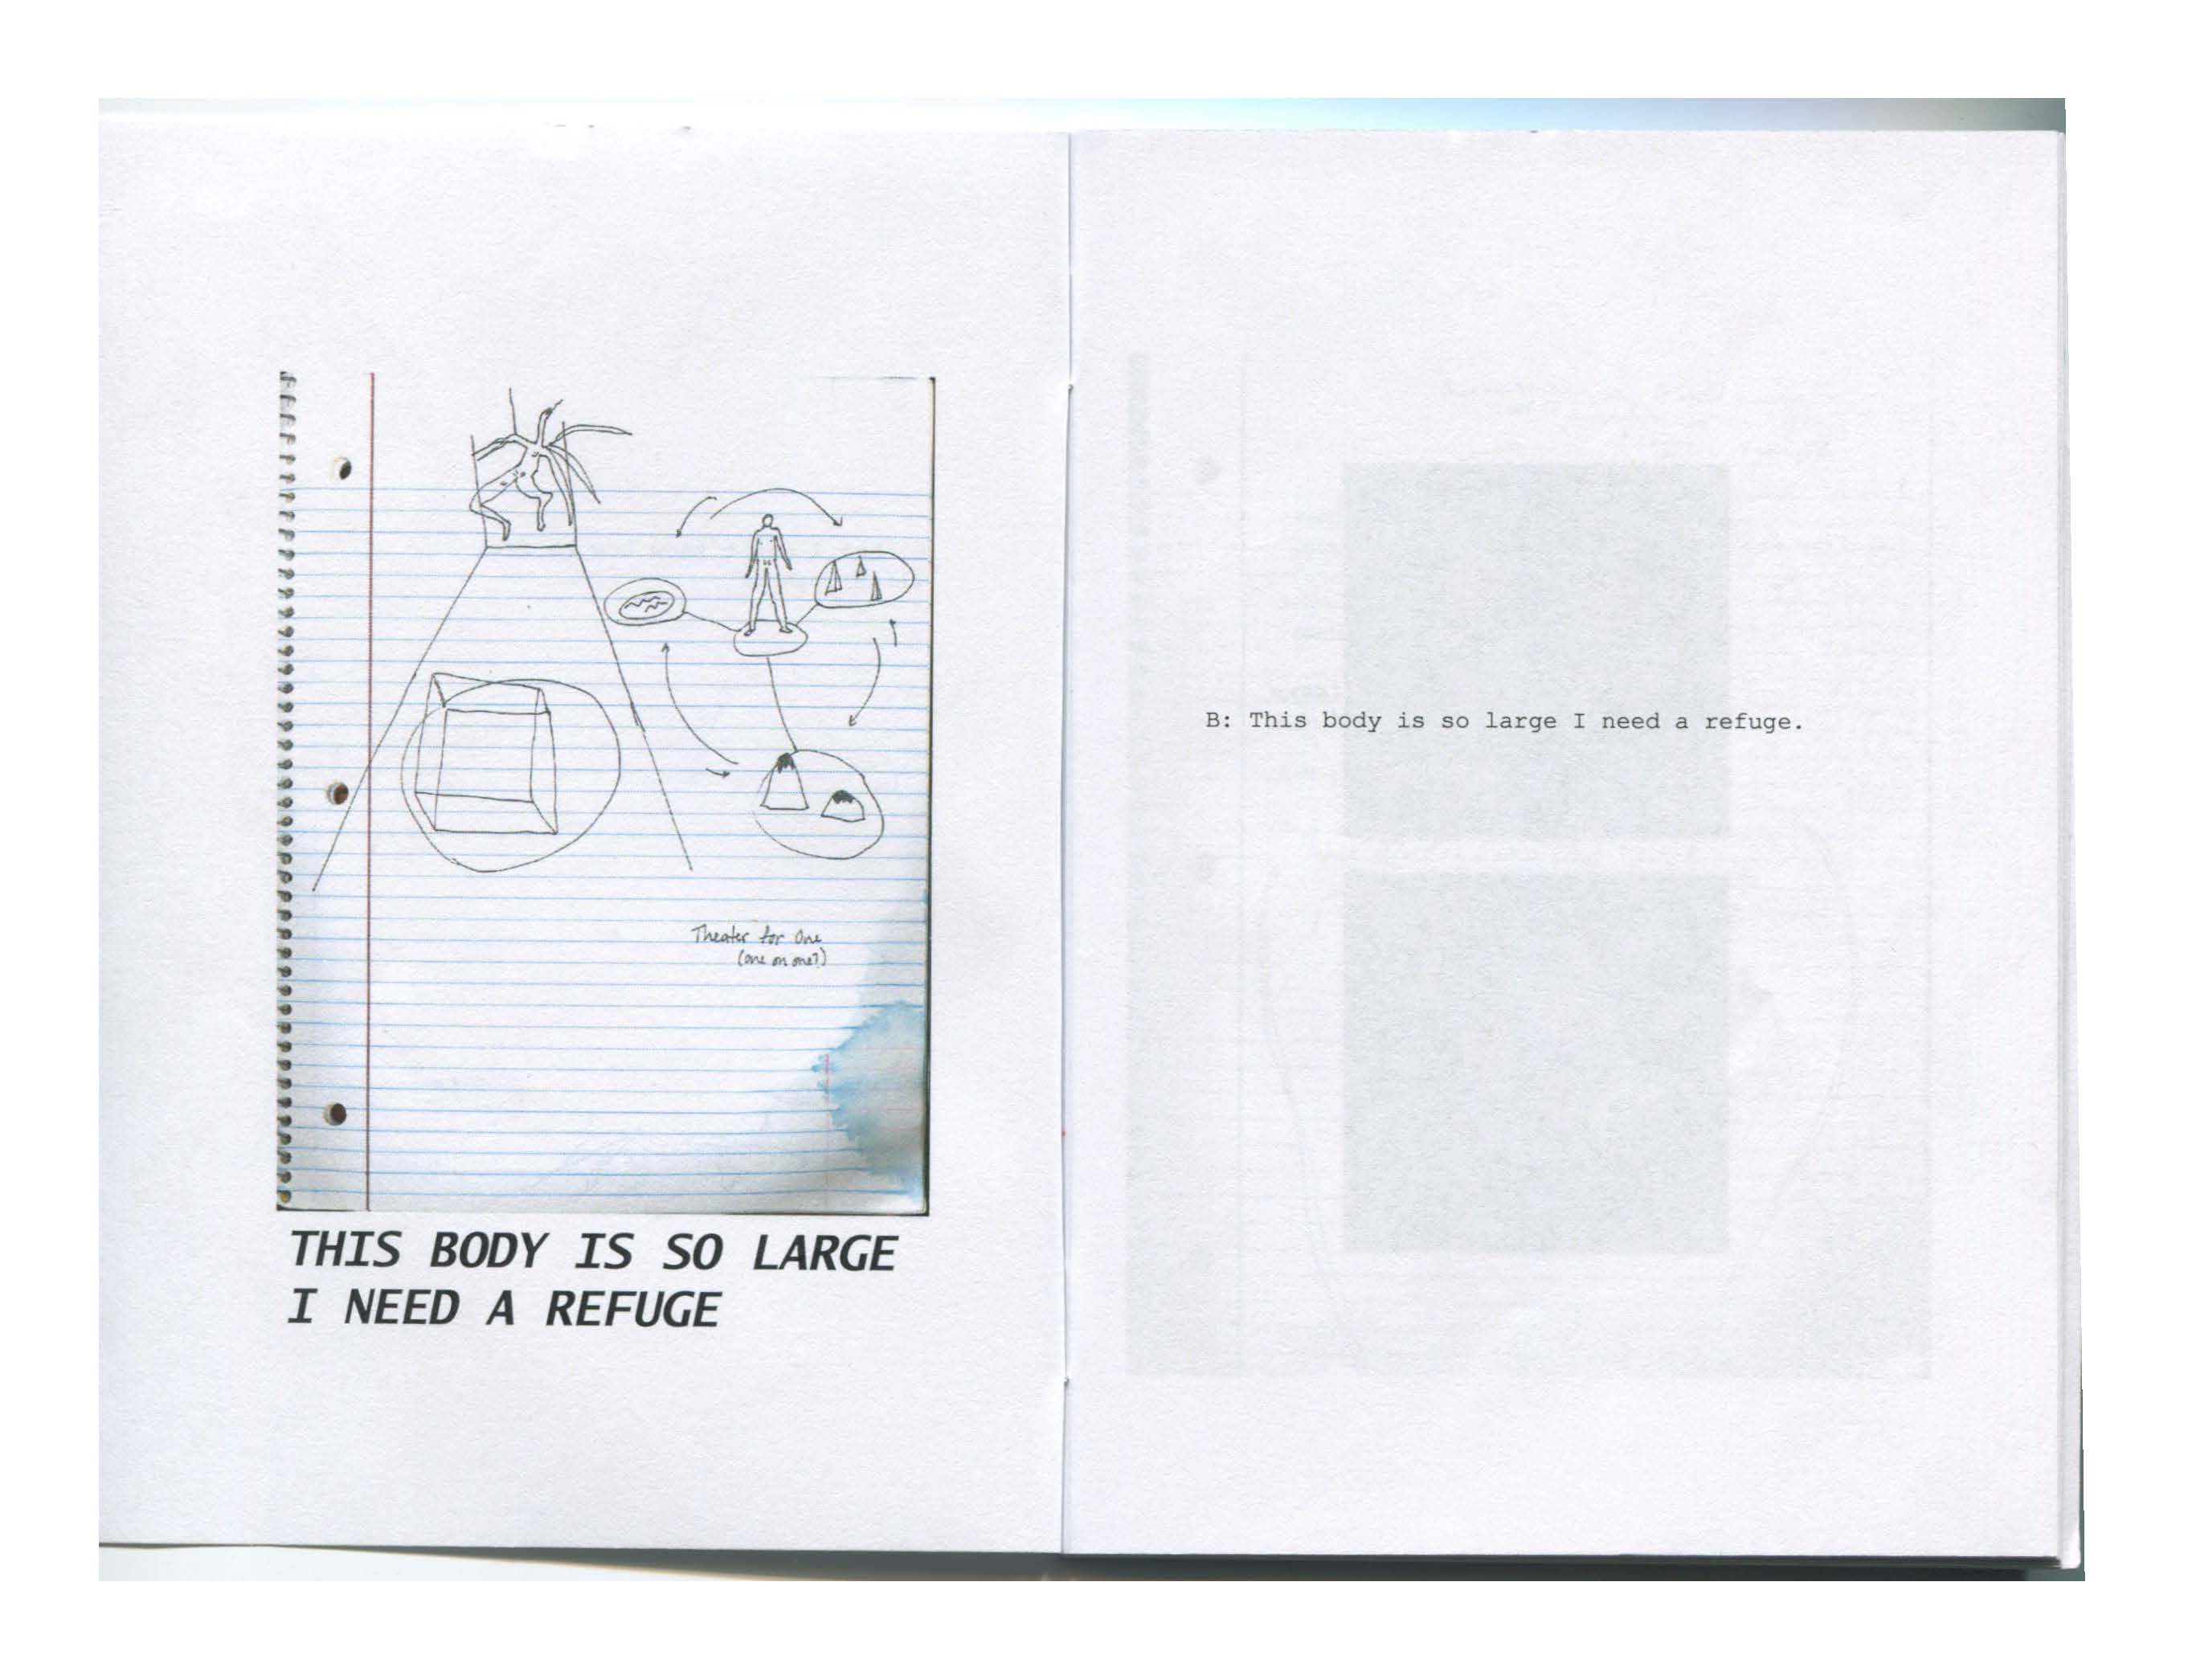 Theater for One
(one on one?)
THIS BODY IS SO LARGE
I NEED A REFUGE
B: This body is so large I need a refuge.